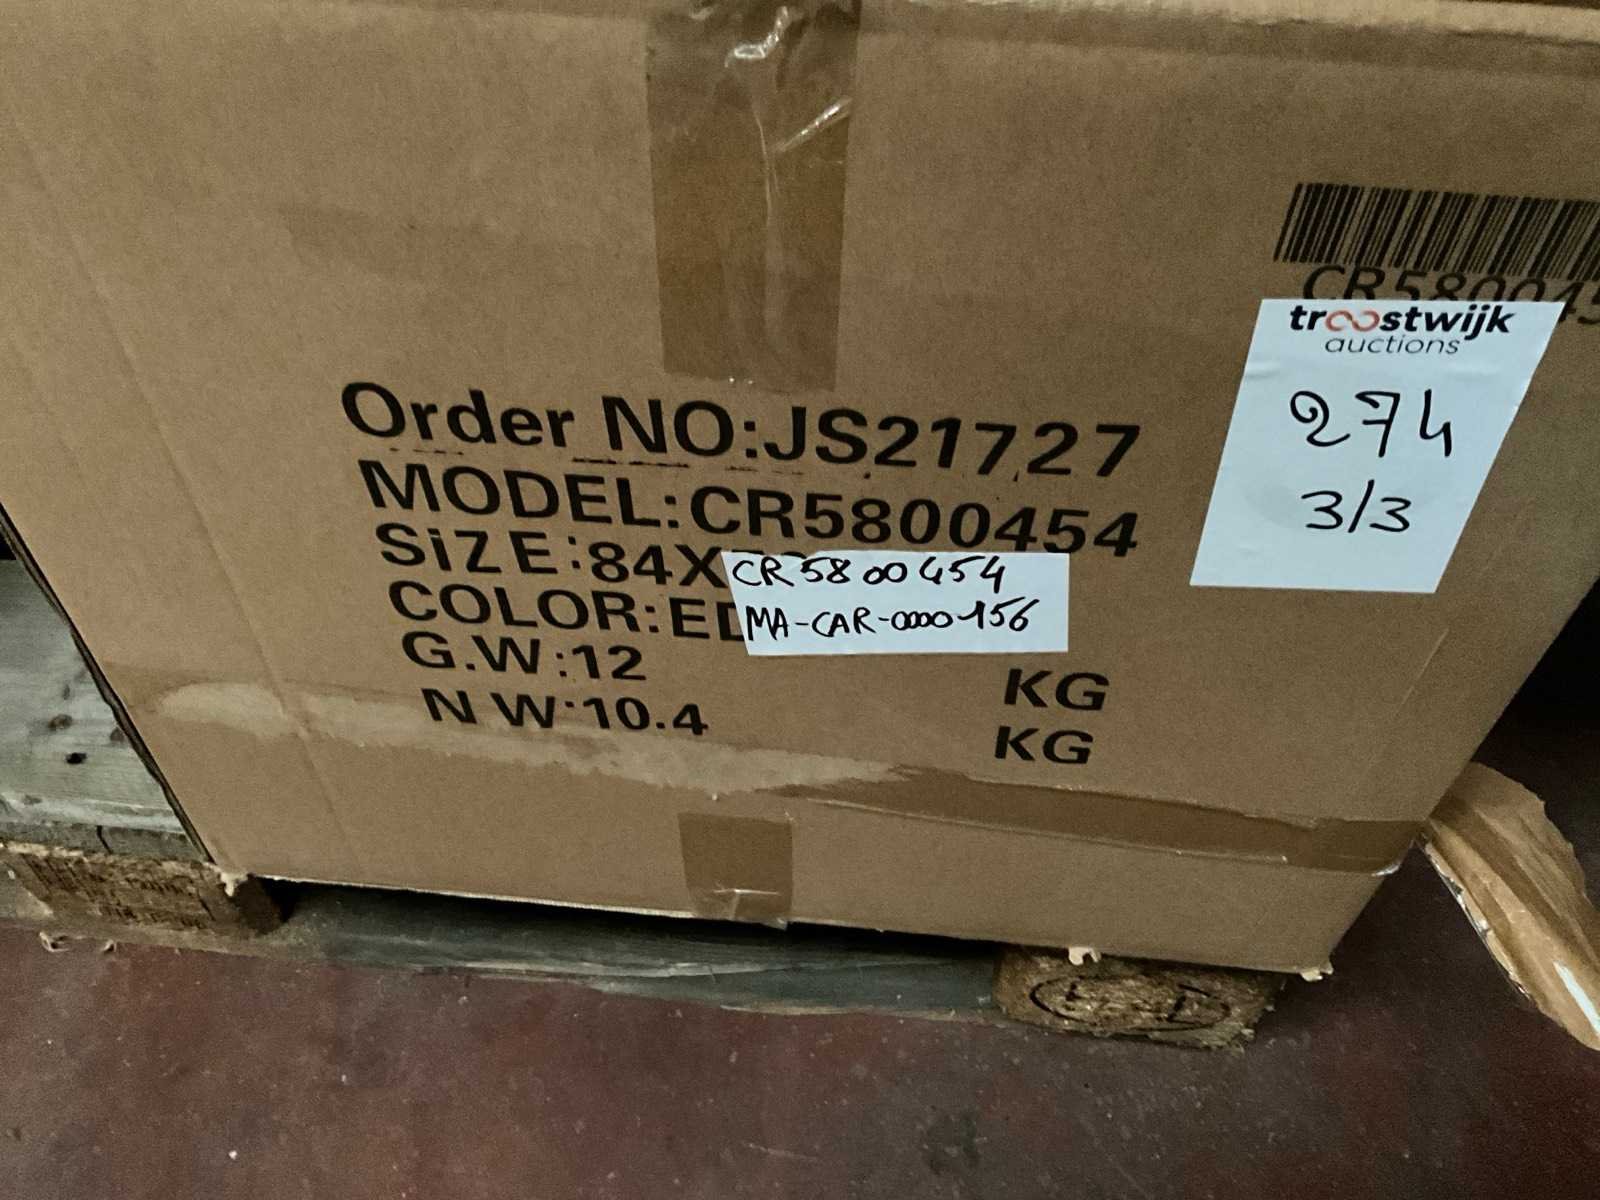 CR580045
troostwijk
auctions
274
3/3
Order NO:JS21727
MODEL:CR5800454
SiZE:84X
COLOR:ED
G.W:12 KG
N W:10.4 KG
CR5800454
MA-CAR-0000156